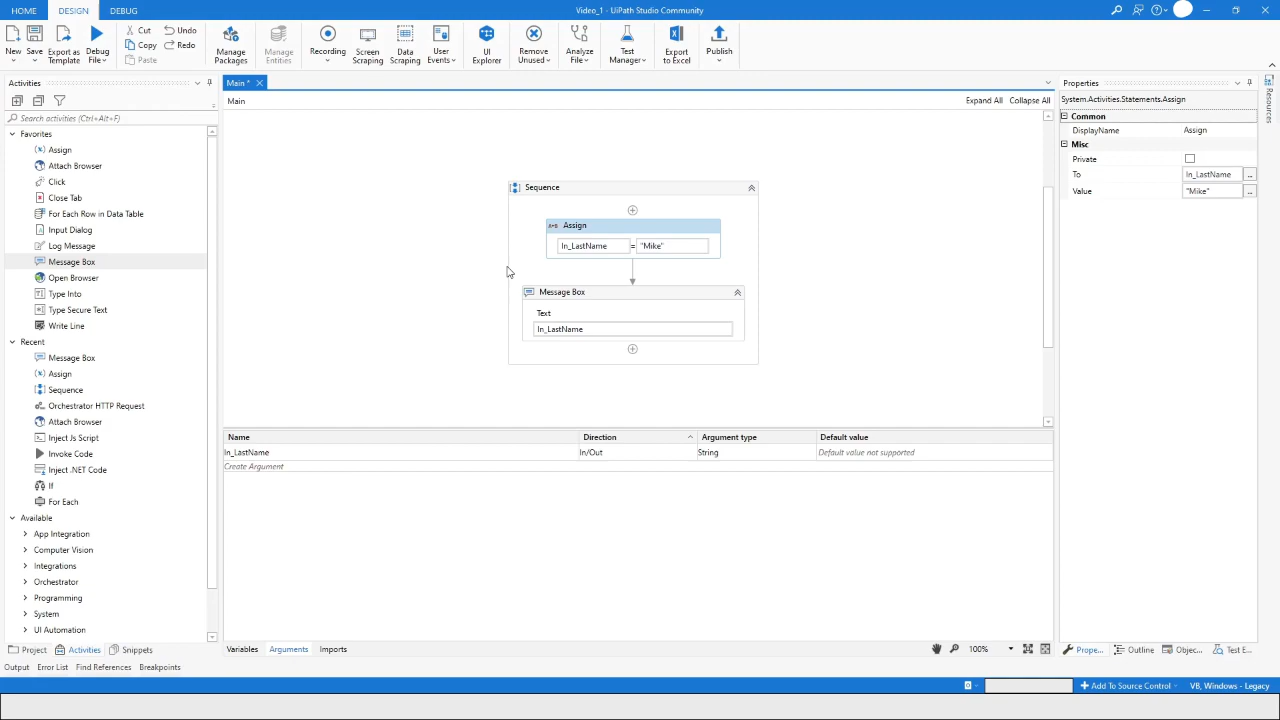 HOME DESIGN DEBUG Video_1 - UiPath Studio Community
New Save Export as Template Debug File Cut Copy Paste Undo Redo Manage Packages Manage Entities Recording Screen Scraping Data Scraping User Events UI Explorer Remove Unused Analyze File Test Manager Export to Excel Publish
Activities
Search activities (Ctrl+Alt+F)
Favorites
Assign
Attach Browser
Click
Close Tab
For Each Row in Data Table
Input Dialog
Log Message
Message Box
Open Browser
Type Into
Type Secure Text
Write Line
Recent
Message Box
Assign
Sequence
Orchestrator HTTP Request
Attach Browser
Inject Js Script
Invoke Code
Inject .NET Code
If
For Each
Available
App Integration
Computer Vision
Integrations
Orchestrator
Programming
System
UI Automation
Project Activities Snippets
Main *
Main Expand All Collapse All
Sequence
A+B Assign
In_LastName = "Mike"
Message Box
Text
In_LastName
Name Direction Argument type Default value
In_LastName In/Out String Default value not supported
Create Argument
Variables Arguments Imports 100%
Properties
System.Activities.Statements.Assign
Common
DisplayName Assign
Misc
Private
To In_LastName ...
Value "Mike" ...
Resources
Prope... Outline Objec... Test E...
Output Error List Find References Breakpoints
0 Add To Source Control VB, Windows - Legacy